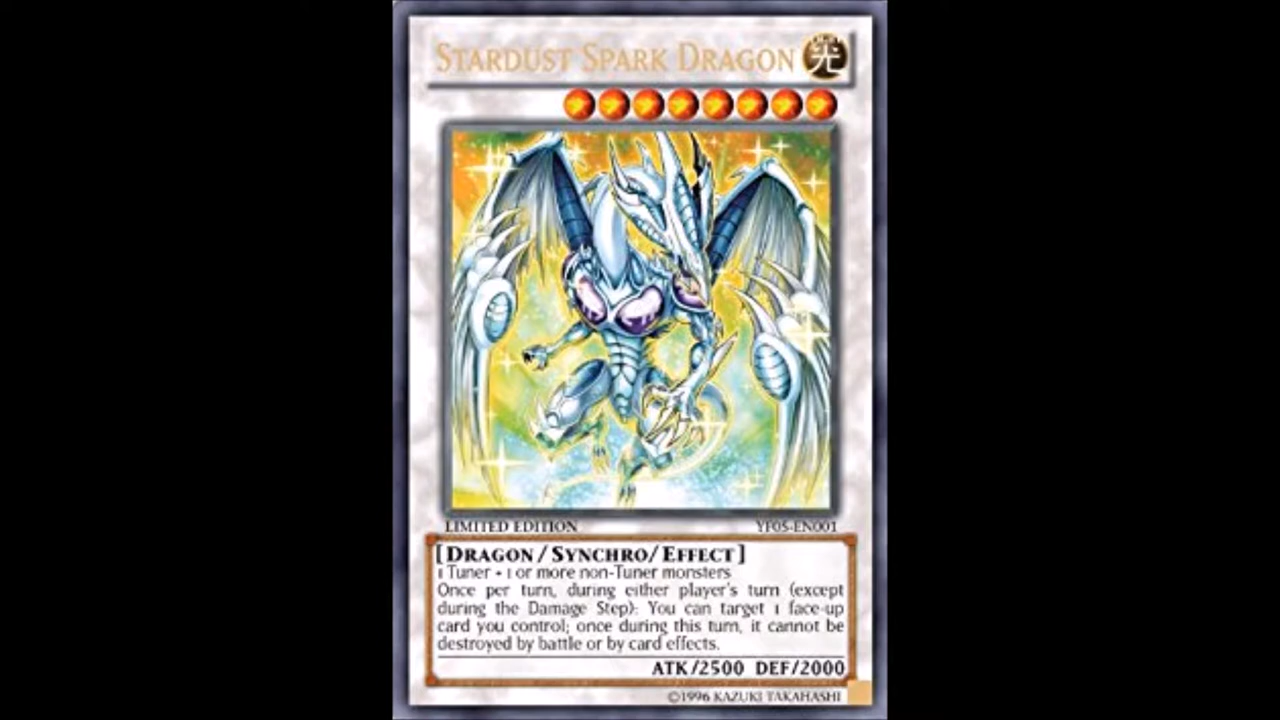 STARDUST SPARK DRAGON 光
LIMITED EDITION YF05-EN001
[DRAGON/SYNCHRO/EFFECT]
1 Tuner + 1 or more non-Tuner monsters
Once per turn, during either player's turn (except
during the Damage Step): You can target 1 face-up
card you control; once during this turn, it cannot be
destroyed by battle or by card effects.
ATK/2500 DEF/2000
©1996 KAZUKI TAKAHASHI